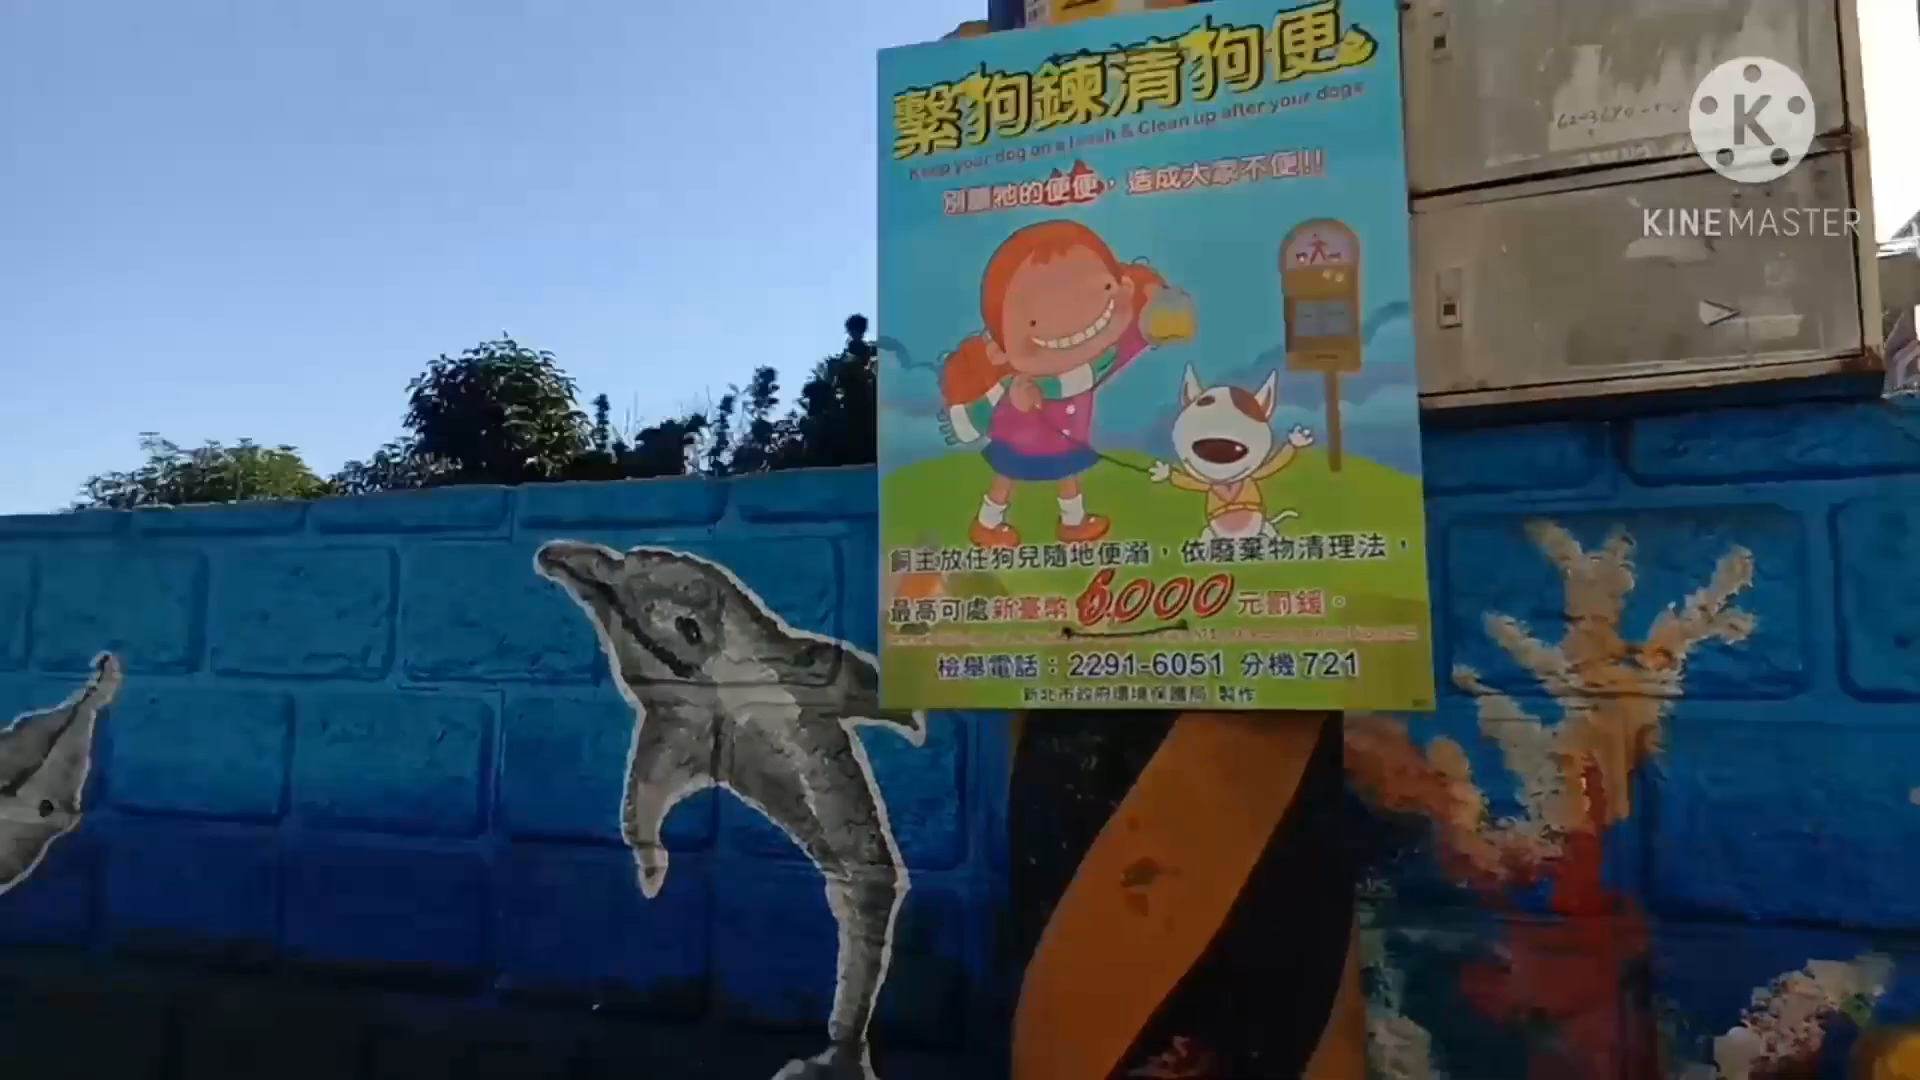 繫狗鍊清狗便
Keep your dog on a leash & Clean up after your dogs
別讓牠的便便，造成大家不便!!
K
KINEMASTER
飼主放任狗兒隨地便溺，依廢棄物清理法，
最高可處新臺幣6000元罰鍰。
檢舉電話：2291-6051 分機721
新北市政府環境保護局 製作